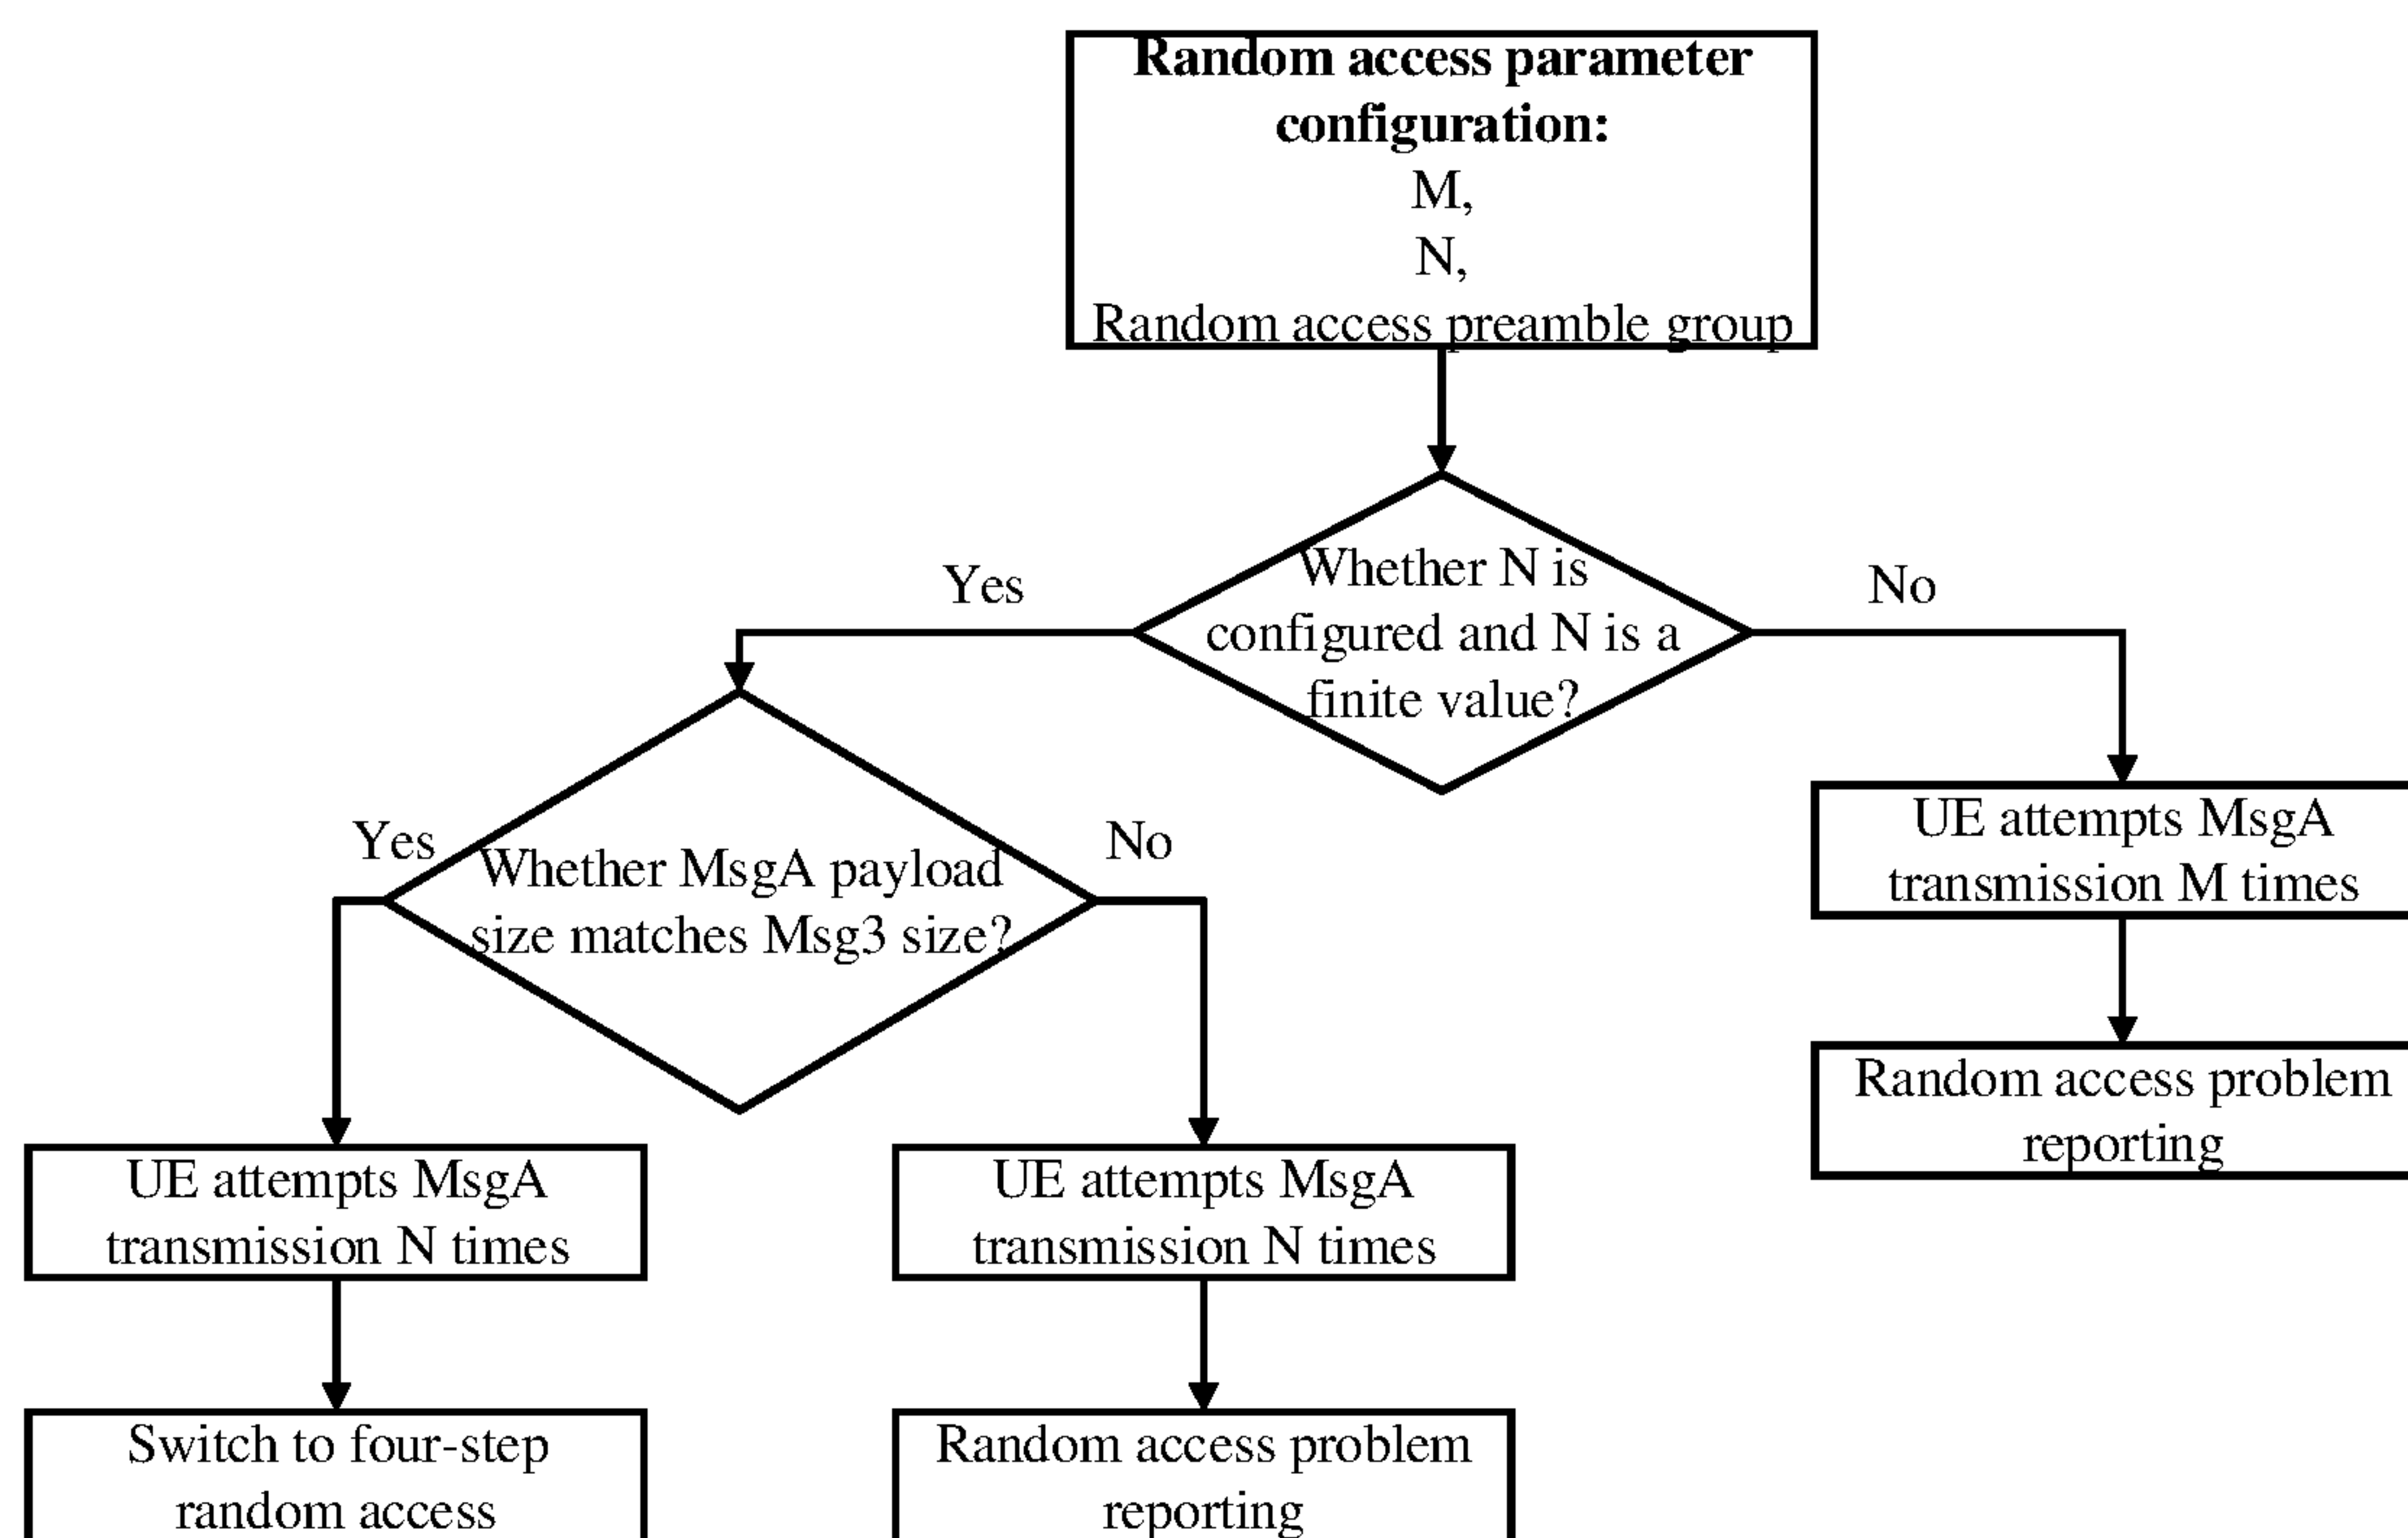 Random access parameter
configuration:
M,
N,
Random access preamble group
Yes
Whether N is
configured and N is a
finite value?
No
Yes
Whether MsgA payload
size matches Msg3 size?
No
UE attempts MsgA
transmission M times
Random access problem
reporting
UE attempts MsgA
transmission N times
UE attempts MsgA
transmission N times
Switch to four-step
random access
Random access problem
reporting